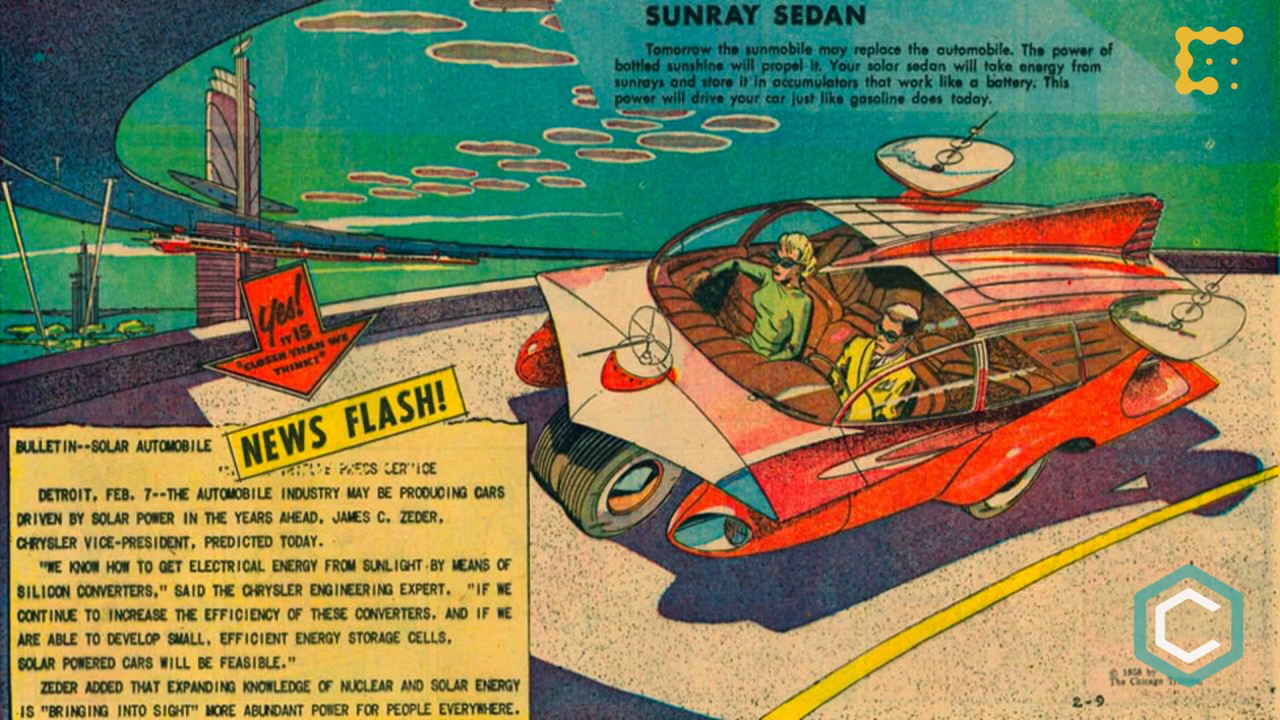 SUNRAY SEDAN
Tomorrow the sunmobile may replace the automobile. The power of
bottled sunshine will propel it. Your solar sedan will take energy from
sunrays and store it in accumulators that work like a battery. This
power will drive your car just like gasoline does today.
Yes!
IT IS
"CLOSER THAN WE
THINK!"
NEWS FLASH!
BULLETIN--SOLAR AUTOMOBILE
PRESS SERVICE
DETROIT, FEB. 7--THE AUTOMOBILE INDUSTRY MAY BE PRODUCING CARS
DRIVEN BY SOLAR POWER IN THE YEARS AHEAD, JAMES C. ZEDER,
CHRYSLER VICE-PRESIDENT, PREDICTED TODAY.
"WE KNOW HOW TO GET ELECTRICAL ENERGY FROM SUNLIGHT BY MEANS OF
SILICON CONVERTERS," SAID THE CHRYSLER ENGINEERING EXPERT. "IF WE
CONTINUE TO INCREASE THE EFFICIENCY OF THESE CONVERTERS, AND IF WE
ARE ABLE TO DEVELOP SMALL, EFFICIENT ENERGY STORAGE CELLS,
SOLAR POWERED CARS WILL BE FEASIBLE."
ZEDER ADDED THAT EXPANDING KNOWLEDGE OF NUCLEAR AND SOLAR ENERGY
IS "BRINGING INTO SIGHT" MORE ABUNDANT POWER FOR PEOPLE EVERYWHERE.
© 1958 by
The Chicago
2-9